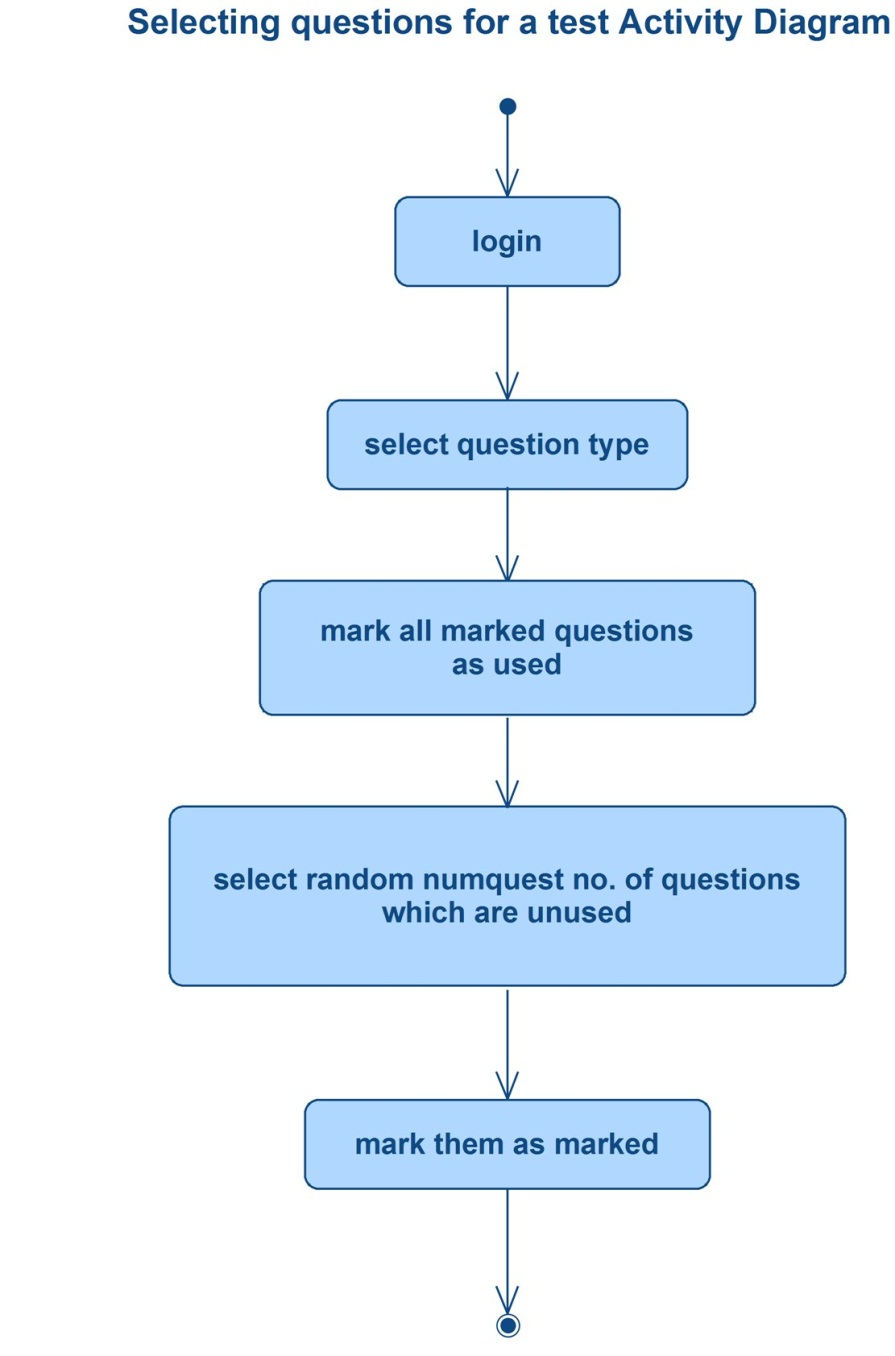 Selecting questions for a test Activity Diagram
login
select question type
mark all marked questions
as used
select random numquest no. of questions
which are unused
mark them as marked